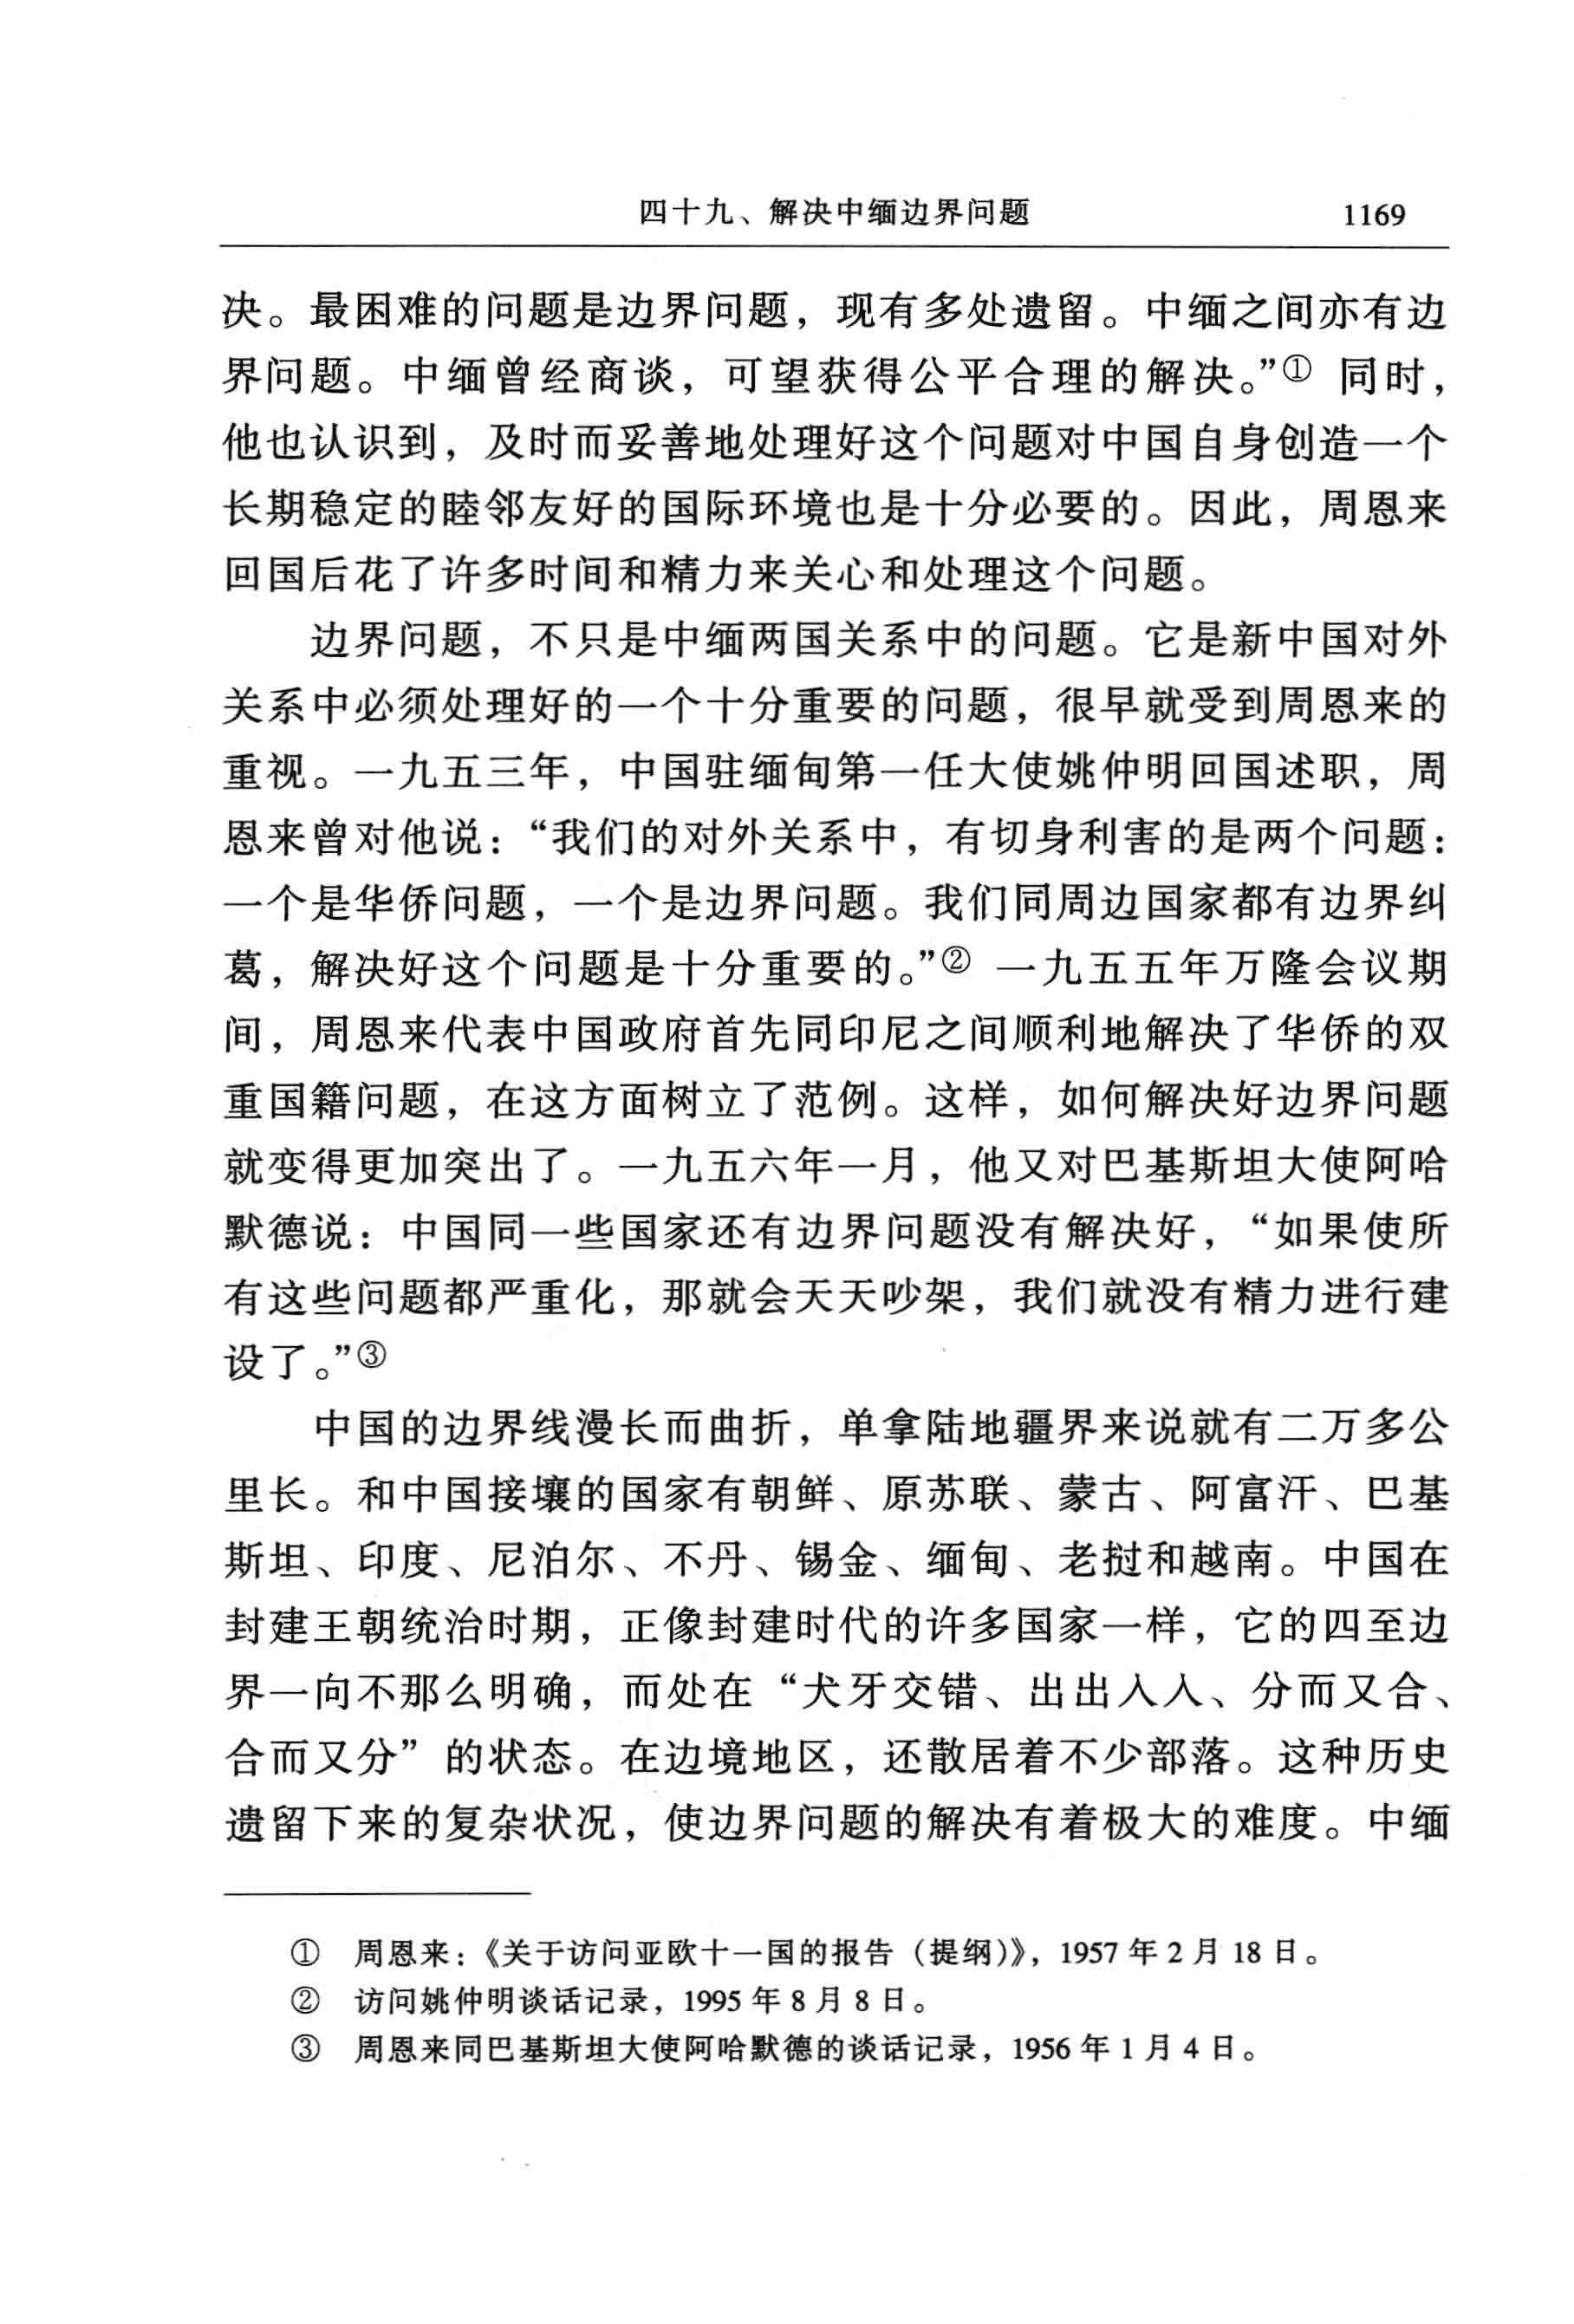 四十九、解决中缅边界问题 1169
决。最困难的问题是边界问题，现有多处遗留。中缅之间亦有边
界问题。中缅曾经商谈，可望获得公平合理的解决。”① 同时，
他也认识到，及时而妥善地处理好这个问题对中国自身创造一个
长期稳定的睦邻友好的国际环境也是十分必要的。因此，周恩来
回国后花了许多时间和精力来关心和处理这个问题。
边界问题，不只是中缅两国关系中的问题。它是新中国对外
关系中必须处理好的一个十分重要的问题，很早就受到周恩来的
重视。一九五三年，中国驻缅甸第一任大使姚仲明回国述职，周
恩来曾对他说：“我们的对外关系中，有切身利害的是两个问题：
一个是华侨问题，一个是边界问题。我们同周边国家都有边界纠
葛，解决好这个问题是十分重要的。”② 一九五五年万隆会议期
间，周恩来代表中国政府首先同印尼之间顺利地解决了华侨的双
重国籍问题，在这方面树立了范例。这样，如何解决好边界问题
就变得更加突出了。一九五六年一月，他又对巴基斯坦大使阿哈
默德说：中国同一些国家还有边界问题没有解决好，“如果使所
有这些问题都严重化，那就会天天吵架，我们就没有精力进行建
设了。”③
中国的边界线漫长而曲折，单拿陆地疆界来说就有二万多公
里长。和中国接壤的国家有朝鲜、原苏联、蒙古、阿富汗、巴基
斯坦、印度、尼泊尔、不丹、锡金、缅甸、老挝和越南。中国在
封建王朝统治时期，正像封建时代的许多国家一样，它的四至边
界一向不那么明确，而处在“犬牙交错、出出入入、分而又合、
合而又分”的状态。在边境地区，还散居着不少部落。这种历史
遗留下来的复杂状况，使边界问题的解决有着极大的难度。中缅
① 周恩来：《关于访问亚欧十一国的报告（提纲）》，1957 年 2 月 18 日。
② 访问姚仲明谈话记录，1995 年 8 月 8 日。
③ 周恩来同巴基斯坦大使阿哈默德的谈话记录，1956 年 1 月 4 日。